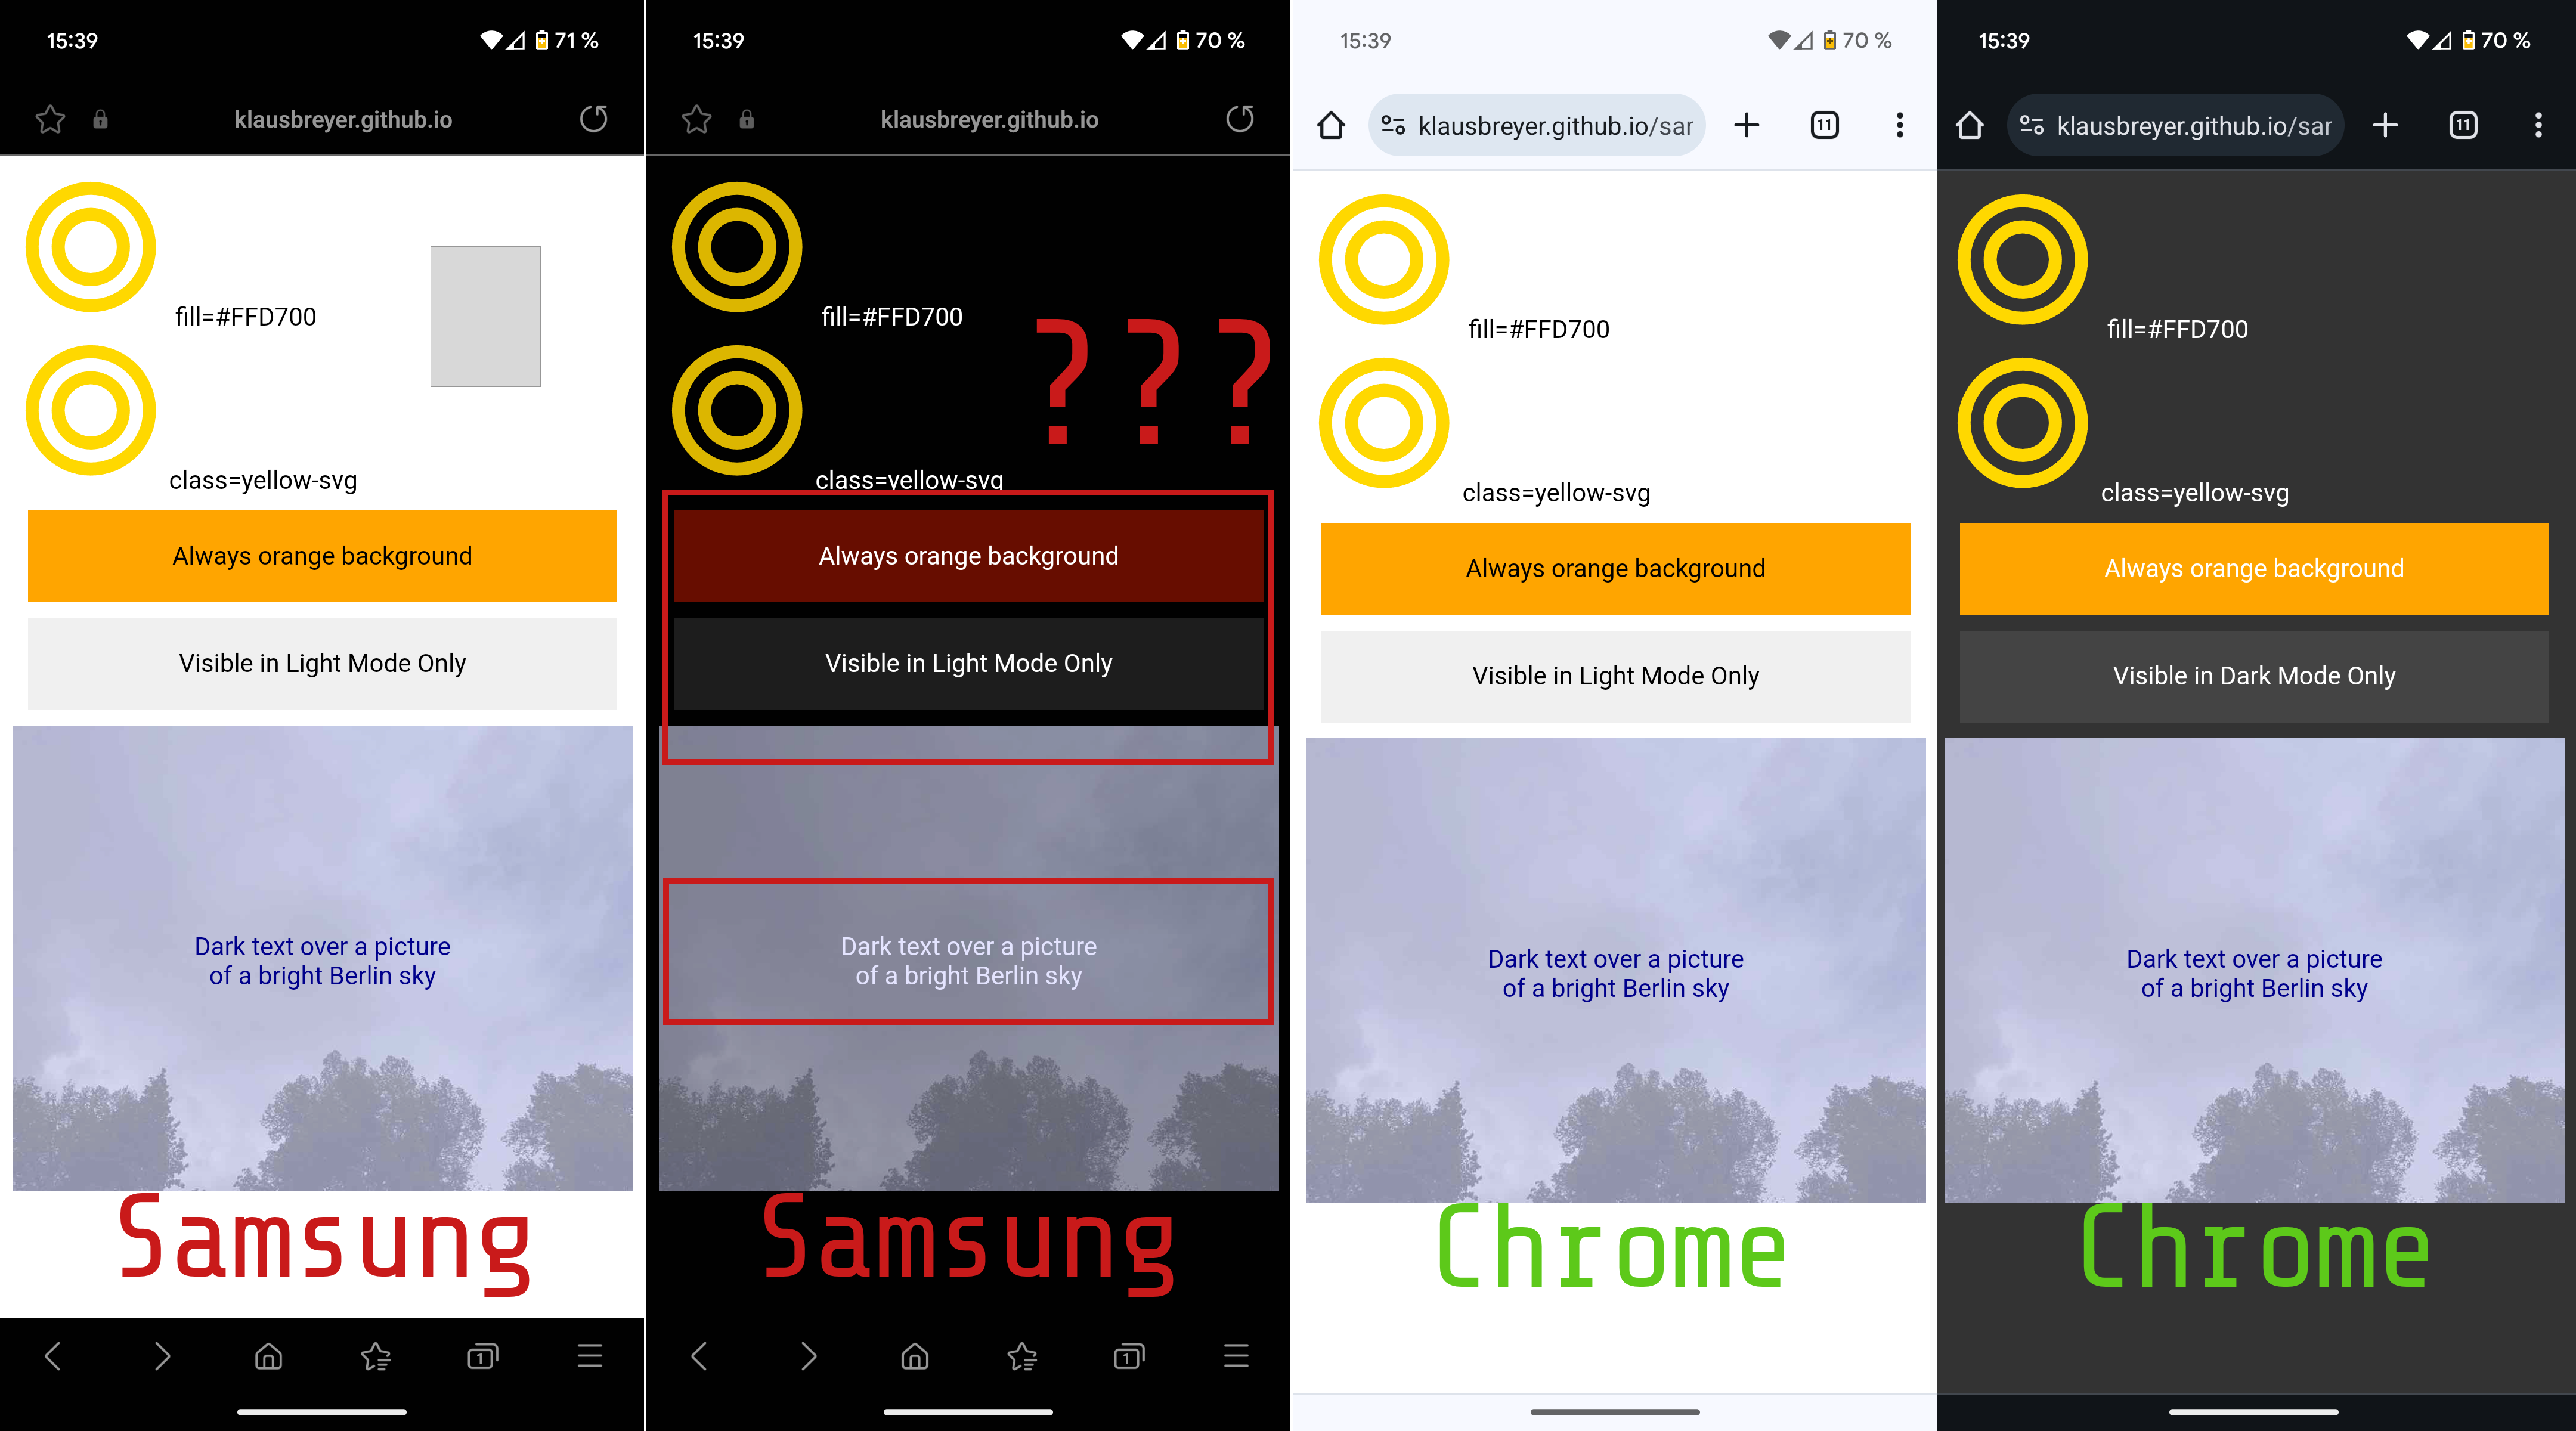 15:39
71 %
klausbreyer.github.io
fill=#FFD700
class=yellow-svg
Always orange background
Visible in Light Mode Only
Dark text over a picture
of a bright Berlin sky
Samsung
1
15:39
70 %
klausbreyer.github.io
fill=#FFD700
???
class=yellow-svg
Always orange background
Visible in Light Mode Only
Dark text over a picture
of a bright Berlin sky
Samsung
1
15:39
70 %
klausbreyer.github.io/sar
11
fill=#FFD700
class=yellow-svg
Always orange background
Visible in Light Mode Only
Dark text over a picture
of a bright Berlin sky
Chrome
15:39
70 %
klausbreyer.github.io/sar
11
fill=#FFD700
class=yellow-svg
Always orange background
Visible in Dark Mode Only
Dark text over a picture
of a bright Berlin sky
Chrome